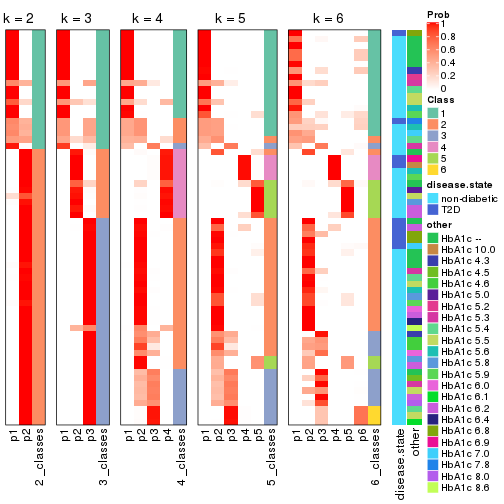 k = 2
k = 3
k = 4
k = 5
k = 6
p1
p2
2_classes
p1
p2
p3
3_classes
p1
p2
p3
p4
4_classes
p1
p2
p3
p4
p5
5_classes
p1
p2
p3
p4
p5
p6
6_classes
disease.state
other
Prob
1
0.8
0.6
0.4
0.2
0
Class
1
2
3
4
5
6
disease.state
non-diabetic
T2D
other
HbA1c --
HbA1c 10.0
HbA1c 4.3
HbA1c 4.5
HbA1c 4.6
HbA1c 5.0
HbA1c 5.2
HbA1c 5.3
HbA1c 5.4
HbA1c 5.5
HbA1c 5.6
HbA1c 5.8
HbA1c 5.9
HbA1c 6.0
HbA1c 6.1
HbA1c 6.2
HbA1c 6.4
HbA1c 6.8
HbA1c 6.9
HbA1c 7.0
HbA1c 7.8
HbA1c 8.0
HbA1c 8.6